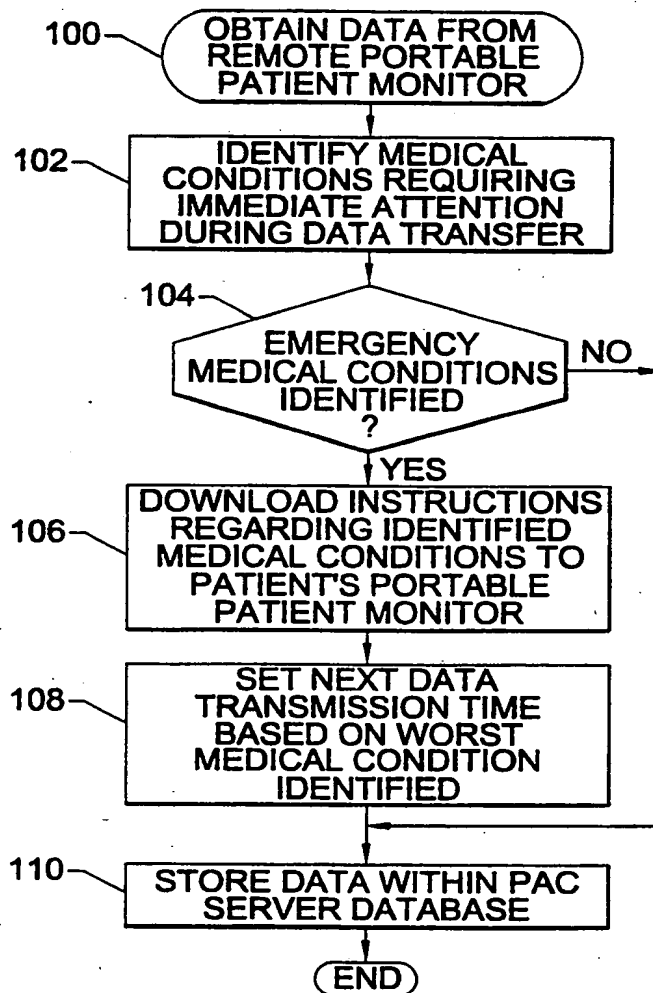 100
OBTAIN DATA FROM
REMOTE PORTABLE
PATIENT MONITOR
102
IDENTIFY MEDICAL
CONDITIONS REQUIRING
IMMEDIATE ATTENTION
DURING DATA TRANSFER
104
EMERGENCY
MEDICAL CONDITIONS
IDENTIFIED
?
NO
YES
106
DOWNLOAD INSTRUCTIONS
REGARDING IDENTIFIED
MEDICAL CONDITIONS TO
PATIENT'S PORTABLE
PATIENT MONITOR
108
SET NEXT DATA
TRANSMISSION TIME
BASED ON WORST
MEDICAL CONDITION
IDENTIFIED
110
STORE DATA WITHIN PAC
SERVER DATABASE
END